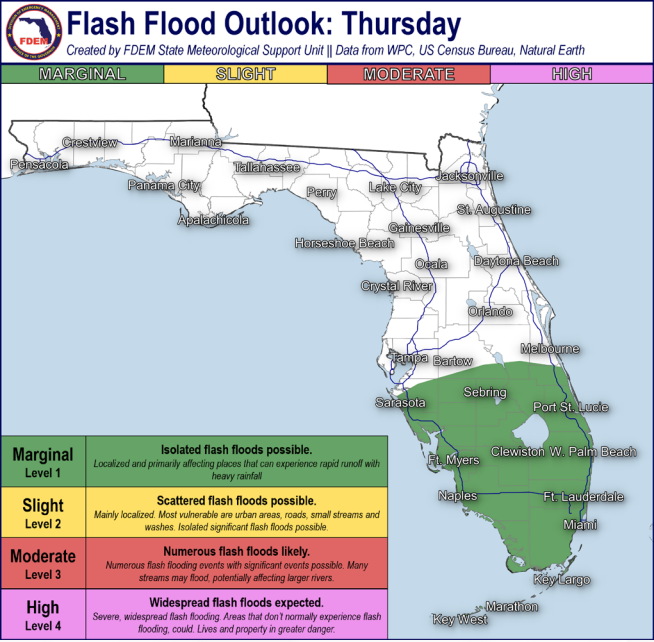 Flash Flood Outlook: Thursday
Created by FDEM State Meteorological Support Unit || Data from WPC, US Census Bureau, Natural Earth
FDEM
MARGINAL
SLIGHT
MODERATE
HIGH
Crestview
Marianna
Pensacola
Tallahassee
Jacksonville
Panama City
Perry
Lake City
Apalachicola
St. Augustine
Gainesville
Horseshoe Beach
Ocala
Daytona Beach
Crystal River
Orlando
Melbourne
Tampa
Bartow
Sebring
Sarasota
Port St. Lucie
Clewiston
W. Palm Beach
Ft. Myers
Naples
Ft. Lauderdale
Miami
Key Largo
Marathon
Key West
Marginal
Level 1
Isolated flash floods possible.
Localized and primarily affecting places that can experience rapid runoff with
heavy rainfall
Slight
Level 2
Scattered flash floods possible.
Mainly localized. Most vulnerable are urban areas, roads, small streams and
washes. Isolated significant flash floods possible.
Moderate
Level 3
Numerous flash floods likely.
Numerous flash flooding events with significant events possible. Many
streams may flood, potentially affecting larger rivers.
High
Level 4
Widespread flash floods expected.
Severe, widespread flash flooding. Areas that don't normally experience flash
flooding, could. Lives and property in greater danger.